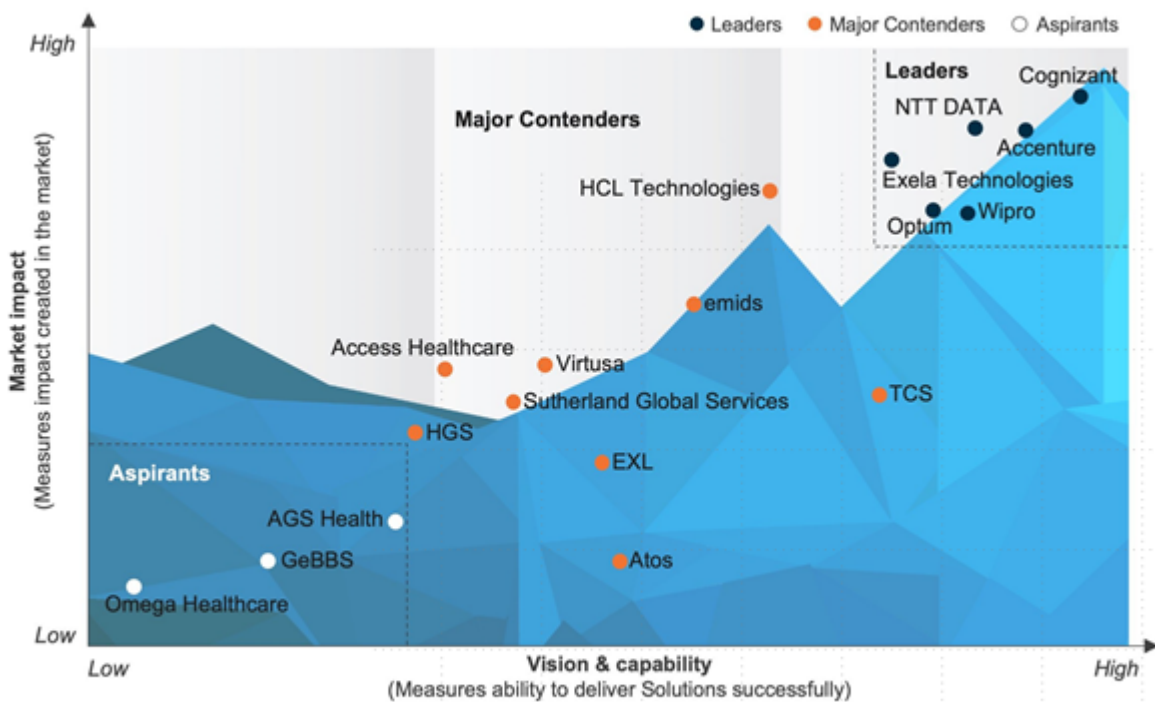 Leaders
Major Contenders
Aspirants
High
Leaders
Cognizant
NTT DATA
Accenture
Exela Technologies
Optum
Wipro
Major Contenders
HCL Technologies
emids
Access Healthcare
Virtusa
Sutherland Global Services
TCS
HGS
EXL
Atos
Aspirants
AGS Health
GeBBS
Omega Healthcare
Market impact
(Measures impact created in the market)
Low
Low
Vision & capability
High
(Measures ability to deliver Solutions successfully)